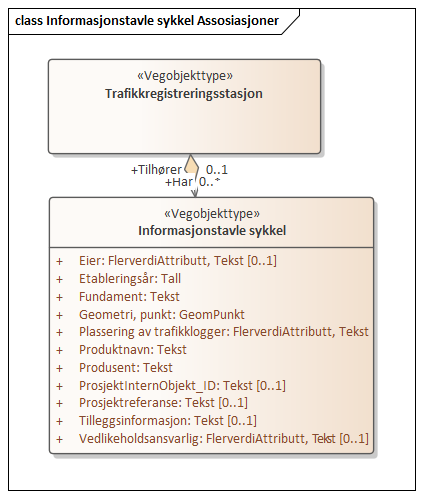 class Informasjonstavle sykkel Assosiasjoner
«Vegobjekttype»
Trafikkregistreringsstasjon
+Tilhører 0..1
+Har 0..*
«Vegobjekttype»
Informasjonstavle sykkel
+ Eier: FlerverdiAttributt, Tekst [0..1]
+ Etableringsår: Tall
+ Fundament: Tekst
+ Geometri, punkt: GeomPunkt
+ Plassering av trafikklogger: FlerverdiAttributt, Tekst
+ Produktnavn: Tekst
+ Produsent: Tekst
+ ProsjektInternObjekt_ID: Tekst [0..1]
+ Prosjektreferanse: Tekst [0..1]
+ Tilleggsinformasjon: Tekst [0..1]
+ Vedlikeholdsansvarlig: FlerverdiAttributt, Tekst [0..1]